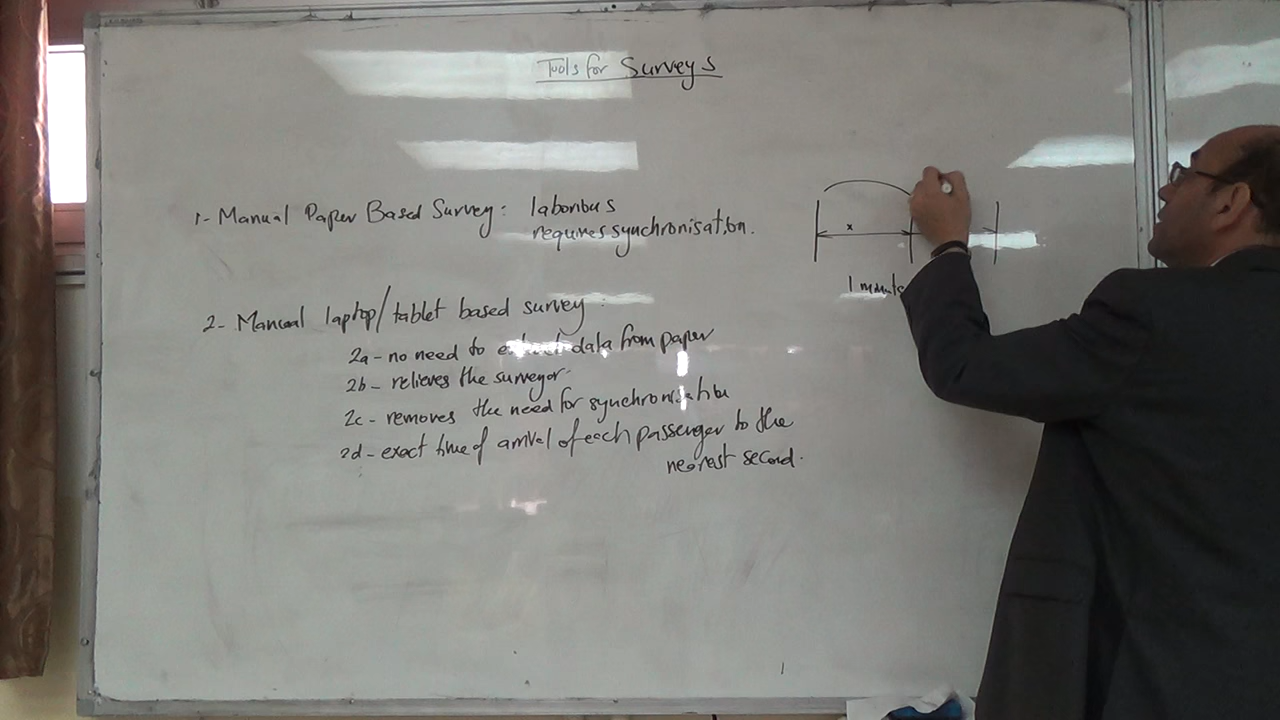 Tools for Surveys
1- Manual Paper Based Survey: laborious
requires synchronisation.
x
1 minute
2- Manual laptop/tablet based survey:
2a- no need to extract data from paper
2b- relieves the surveyor
2c- removes the need for synchronisation
2d- exact time of arrival of each passenger to the
nearest second.